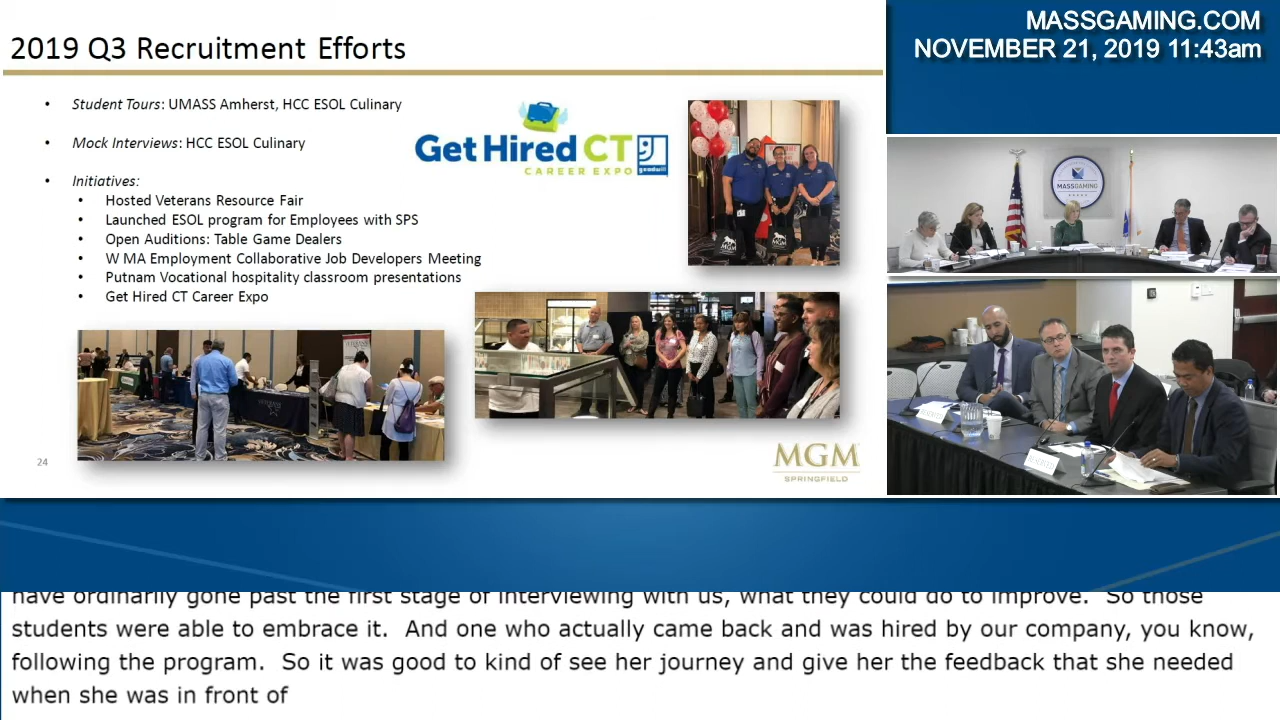 2019 Q3 Recruitment Efforts
MASSGAMING.COM
NOVEMBER 21, 2019 11:43am
• Student Tours: UMASS Amherst, HCC ESOL Culinary
• Mock Interviews: HCC ESOL Culinary
• Initiatives:
• Hosted Veterans Resource Fair
• Launched ESOL program for Employees with SPS
• Open Auditions: Table Game Dealers
• W MA Employment Collaborative Job Developers Meeting
• Putnam Vocational hospitality classroom presentations
• Get Hired CT Career Expo
Get Hired CT
CAREER EXPO
goodwill
MGM
MASSGAMING
24
MGM
SPRINGFIELD
have ordinarily gone past the first stage of interviewing with us, what they could do to improve. So those
students were able to embrace it. And one who actually came back and was hired by our company, you know,
following the program. So it was good to kind of see her journey and give her the feedback that she needed
when she was in front of